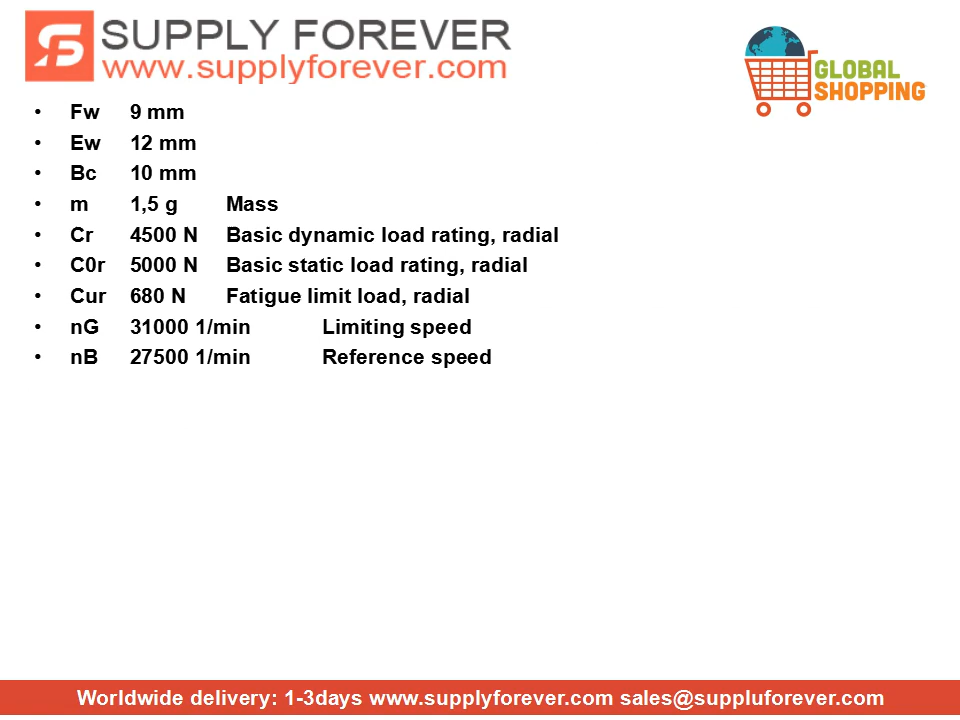 SUPPLY FOREVER
www.supplyforever.com
GLOBAL
SHOPPING
• Fw 9 mm
• Ew 12 mm
• Bc 10 mm
• m 1,5 g Mass
• Cr 4500 N Basic dynamic load rating, radial
• C0r 5000 N Basic static load rating, radial
• Cur 680 N Fatigue limit load, radial
• nG 31000 1/min Limiting speed
• nB 27500 1/min Reference speed
Worldwide delivery: 1-3days www.supplyforever.com sales@suppluforever.com